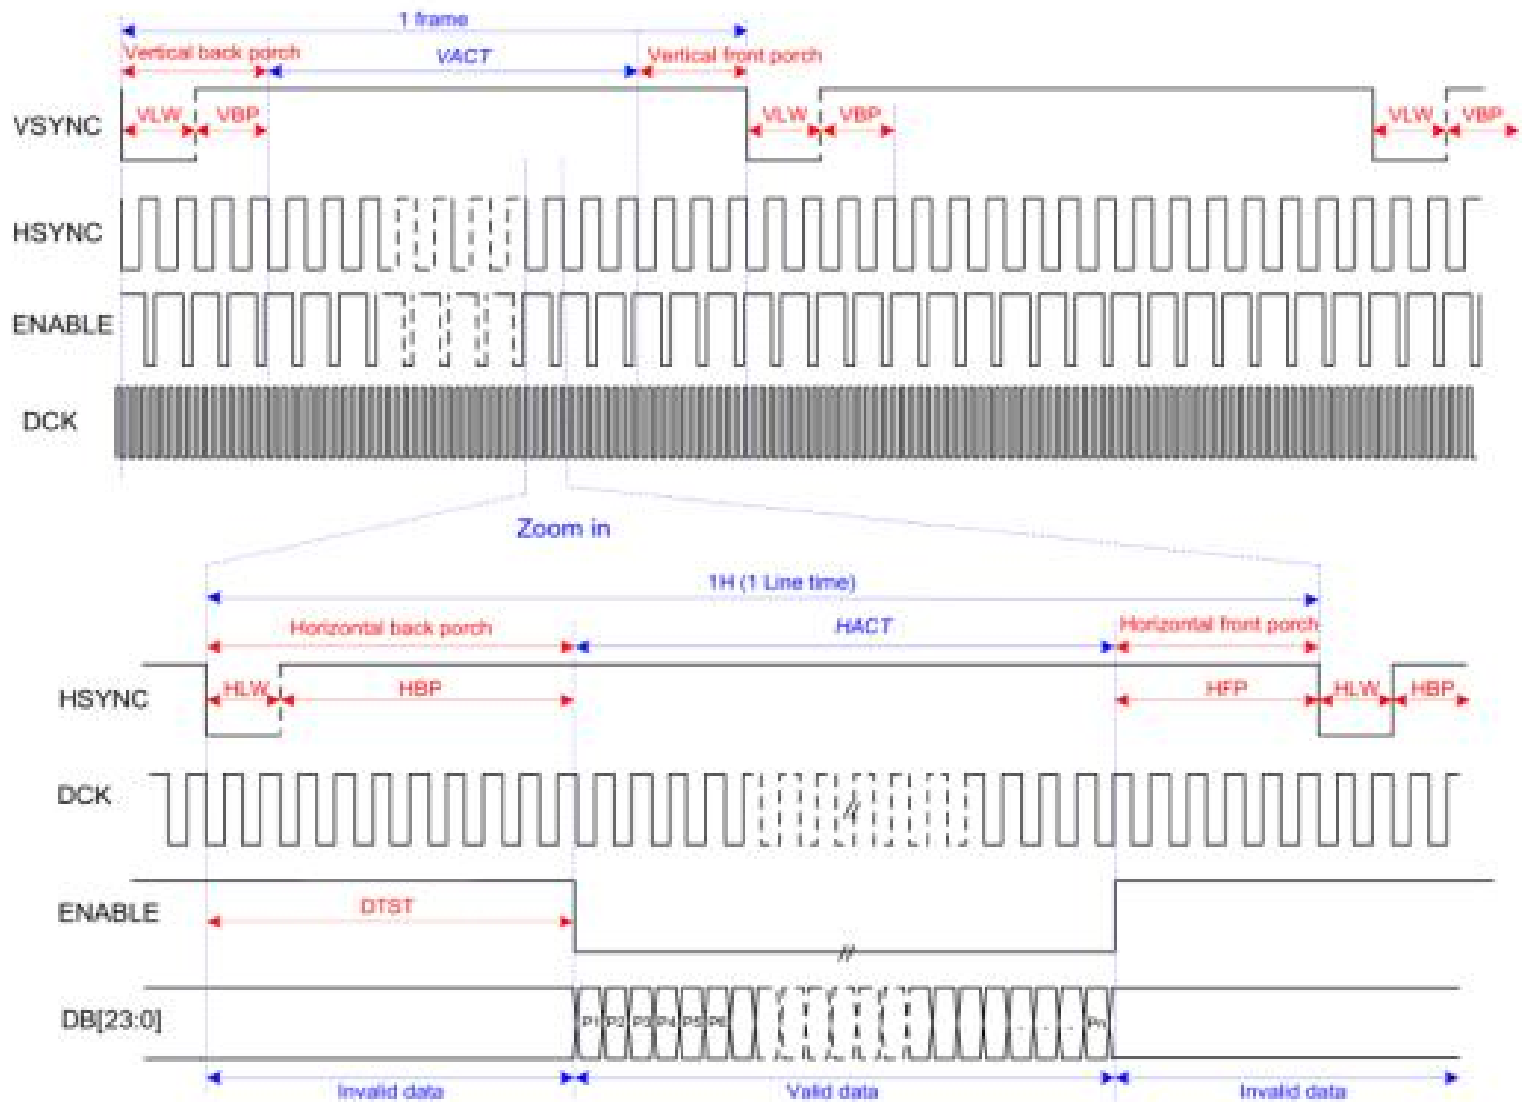 1 frame
Vertical back porch VACT Vertical front porch
VSYNC VLW VBP VLW VBP VLW VBP
HSYNC
ENABLE
DCK
Zoom in
1H (1 Line time)
Horizontal back porch HACT Horizontal front porch
HSYNC HLW HBP HFP HLW HBP
DCK //
ENABLE DTST
//
DB[23:0] P1 P2 P3 P4 P5 P6 . . . Pn
Invalid data Valid data Invalid data